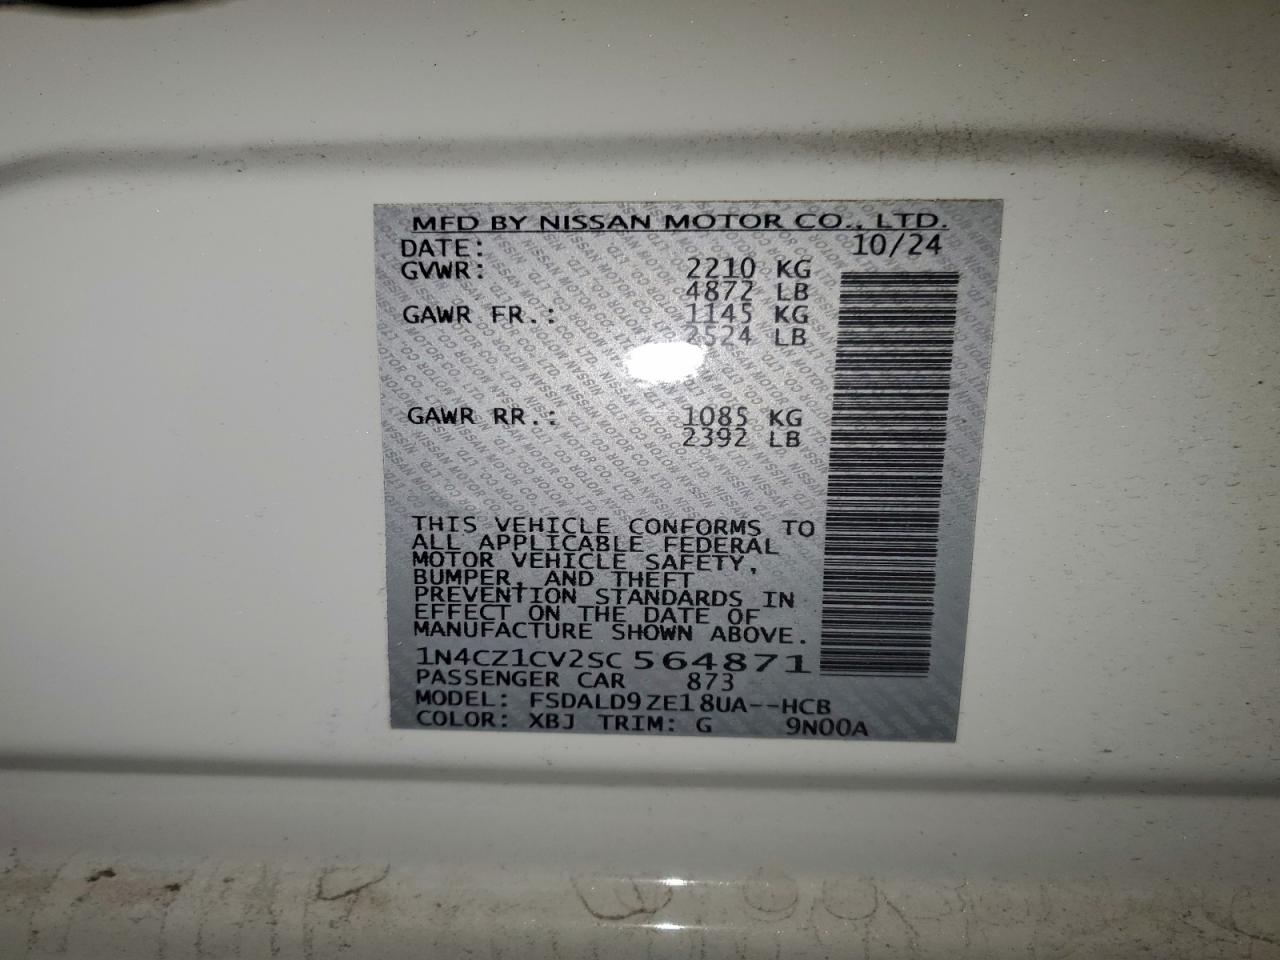 MFD BY NISSAN MOTOR CO., LTD.
DATE: 10/24
GVWR: 2210 KG
4872 LB
GAWR FR.: 1145 KG
2524 LB
GAWR RR.: 1085 KG
2392 LB
THIS VEHICLE CONFORMS TO
ALL APPLICABLE FEDERAL
MOTOR VEHICLE SAFETY,
BUMPER, AND THEFT
PREVENTION STANDARDS IN
EFFECT ON THE DATE OF
MANUFACTURE SHOWN ABOVE.
1N4CZ1CV2SC564871
PASSENGER CAR 873
MODEL: FSDALD9ZE18UA--HCB
COLOR: XBJ TRIM: G 9N00A